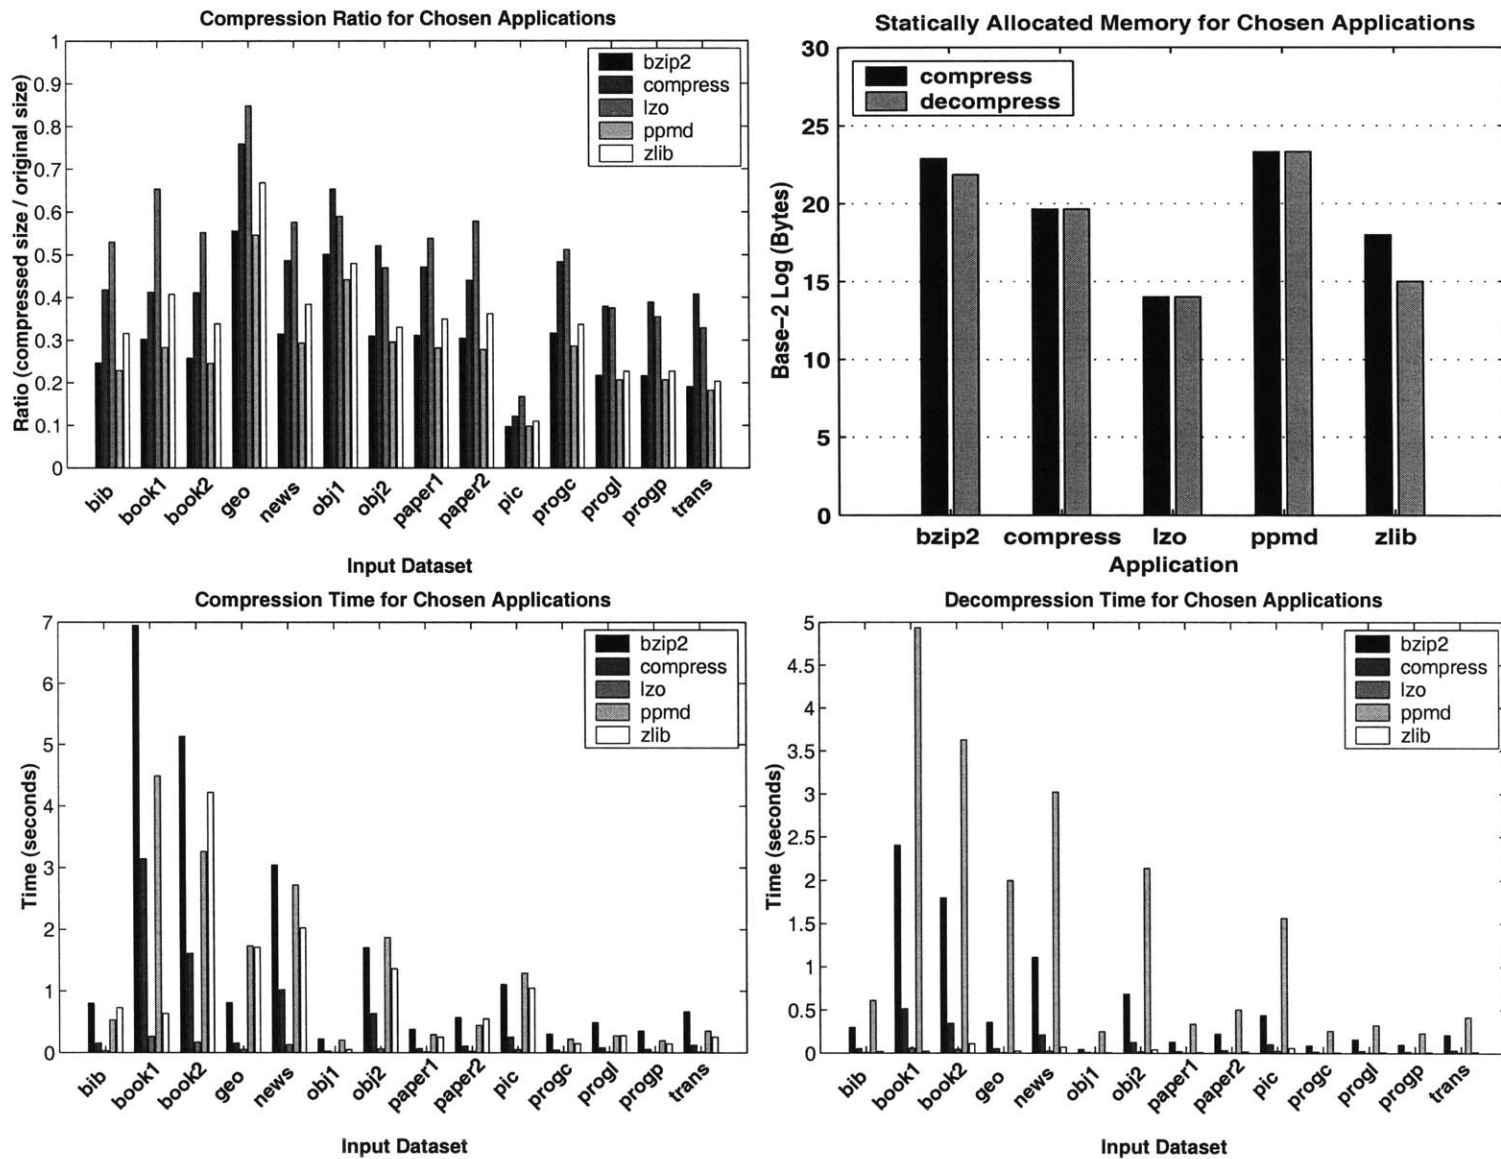 Compression Ratio for Chosen Applications
Ratio (compressed size / original size)
1
0.9
0.8
0.7
0.6
0.5
0.4
0.3
0.2
0.1
0
bzip2
compress
lzo
ppmd
zlib
bib book1 book2 geo news obj1 obj2 paper1 paper2 pic progc progl progp trans
Input Dataset
Statically Allocated Memory for Chosen Applications
Base-2 Log (Bytes)
30
25
20
15
10
5
0
compress
decompress
bzip2 compress lzo ppmd zlib
Application
Compression Time for Chosen Applications
Time (seconds)
7
6
5
4
3
2
1
0
bzip2
compress
lzo
ppmd
zlib
bib book1 book2 geo news obj1 obj2 paper1 paper2 pic progc progl progp trans
Input Dataset
Decompression Time for Chosen Applications
Time (seconds)
5
4.5
4
3.5
3
2.5
2
1.5
1
0.5
0
bzip2
compress
lzo
ppmd
zlib
bib book1 book2 geo news obj1 obj2 paper1 paper2 pic progc progl progp trans
Input Dataset